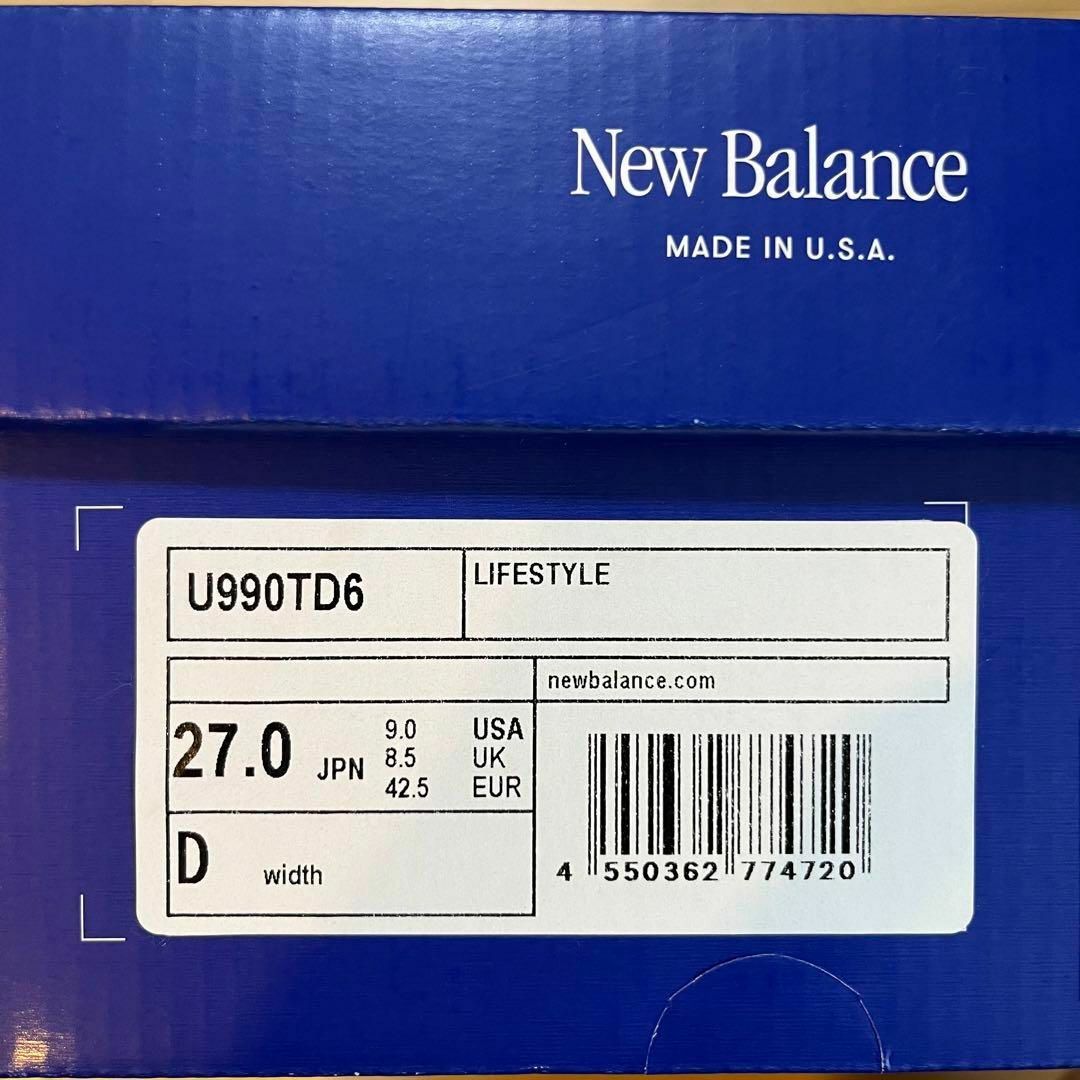 New Balance
MADE IN U.S.A.
U990TD6
LIFESTYLE
newbalance.com
27.0 JPN
9.0 USA
8.5 UK
42.5 EUR
D width
4 550362 774720